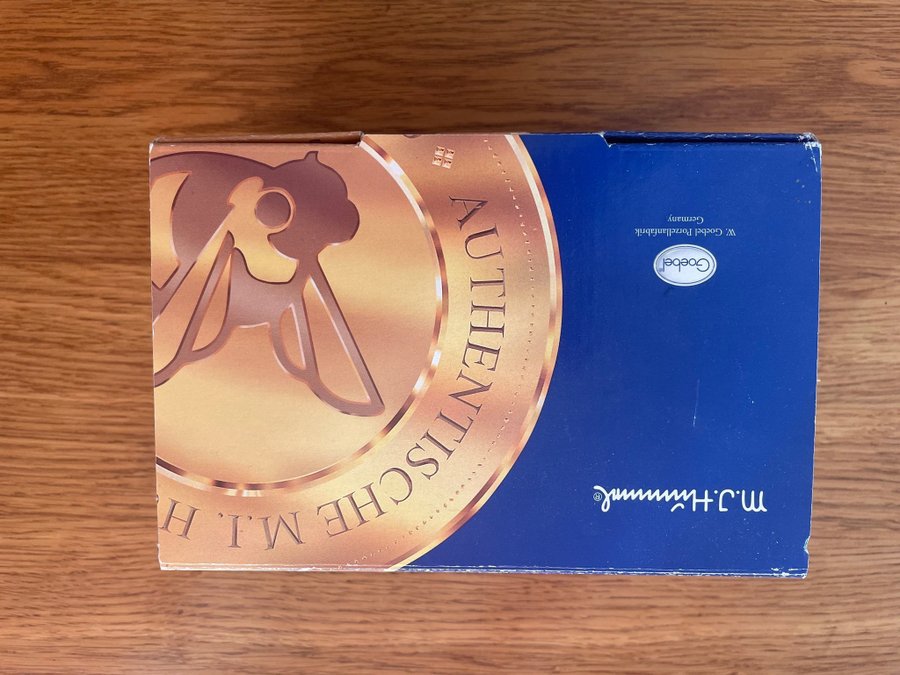 M.J. Hummel®
Goebel
W. Goebel Porzellanfabrik
Germany
AUTHENTISCHE M.I. H